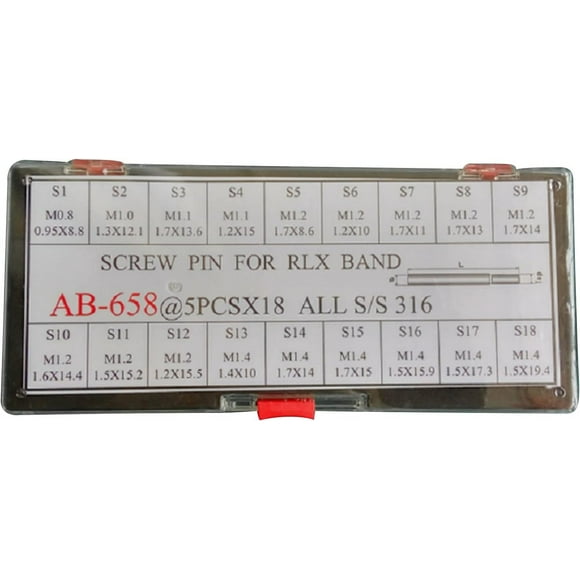 S1 S2 S3 S4 S5 S6 S7 S8 S9
M0.8 M1.0 M1.1 M1.1 M1.2 M1.2 M1.2 M1.2 M1.2
0.95X8.8 1.3X12.1 1.7X13.6 1.2X15 1.7X8.6 1.2X10 1.7X11 1.7X13 1.7X14
SCREW PIN FOR RLX BAND
L
AB-658@5PCSX18 ALL S/S 316
S10 S11 S12 S13 S14 S15 S16 S17 S18
M1.2 M1.2 M1.2 M1.4 M1.4 M1.4 M1.4 M1.4 M1.4
1.6X14.4 1.5X15.2 1.2X15.5 1.4X10 1.7X14 1.7X15 1.5X15.9 1.5X17.3 1.5X19.4